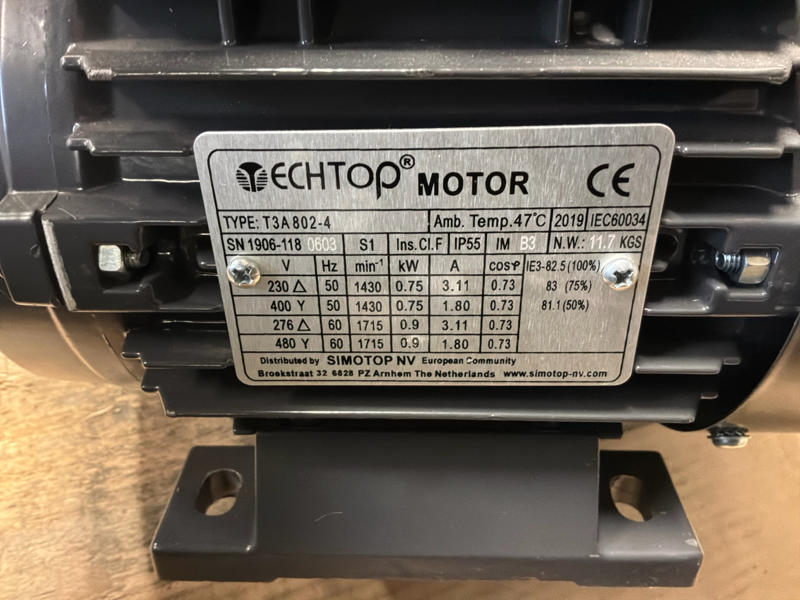 TECHTOP® MOTOR CE
TYPE: T3A802-4 Amb. Temp.47°C 2019 IEC60034
SN 1906-118 0603 S1 Ins.Cl.F IP55 IM B3 N.W.: 11.7 KGS
V Hz min⁻¹ kW A cosφ IE3-82.5 (100%)
230 △ 50 1430 0.75 3.11 0.73 83 (75%)
400 Y 50 1430 0.75 1.80 0.73 81.1 (50%)
276 △ 60 1715 0.9 3.11 0.73
480 Y 60 1715 0.9 1.80 0.73
Distributed by SIMOTOP NV European Community
Broekstraat 32 6828 PZ Arnhem The Netherlands www.simotop-nv.com